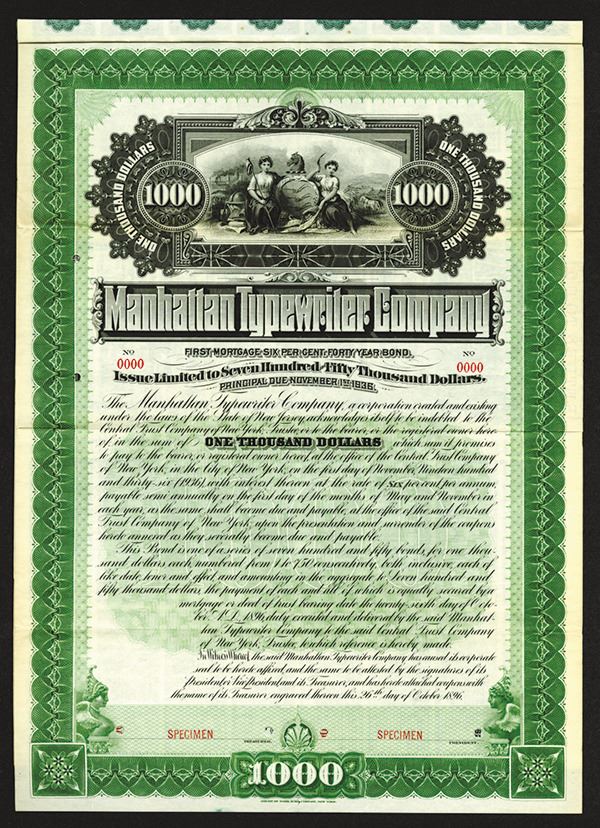 ONE THOUSAND DOLLARS
1000
1000
ONE THOUSAND DOLLARS
Manhattan Typewriter Company
FIRST MORTGAGE SIX PER CENT. FORTY YEAR BOND.
No 0000
No 0000
Issue Limited to Seven Hundred Fifty Thousand Dollars.
PRINCIPAL DUE NOVEMBER 1ST 1936.
The Manhattan Typewriter Company, a corporation created and existing
under the laws of the State of New Jersey, acknowledges itself to be indebted to the
Central Trust Company of New York, Trustee, or to the bearer, or the registered owner here
of in the sum of ONE THOUSAND DOLLARS which sum it promises
to pay to the bearer, or registered owner hereof, at the office of the Central Trust Company
of New York, in the City of New York, on the first day of November, Nineteen hundred
and thirty-six (1936), with interest thereon at the rate of six per cent per annum
payable semi annually on the first day of the months of May and November in
each year, as the same shall become due and payable, at the office of the said Central
Trust Company of New York, upon the presentation and surrender of the coupons
hereto annexed as they severally become due and payable.
This Bond is one of a series of seven hundred and fifty bonds, for one thou
sand dollars each, numbered from 1 to 750 consecutively, both inclusive, each of
like date, tenor and effect, and amounting in the aggregate to Seven hundred and
fifty thousand dollars, the payment of each and all of which is equally secured by a
mortgage or deed of trust bearing date the twenty sixth day of Octo
ber A.D. 1896, duly executed and delivered by the said Manhat
tan Typewriter Company to the said Central Trust Company
of New York, Trustee, to which reference is hereby made.
In Witness Whereof, the said Manhattan Typewriter Company has caused its corporate
seal to be hereto affixed, and the same to be attested by the signatures of its
President or Vice President, and its Treasurer, and has hereto attached coupons with
the name of its Treasurer engraved thereon this 26th day of October 1896.
SPECIMEN
SPECIMEN
TREASURER.
PRESIDENT.
1000